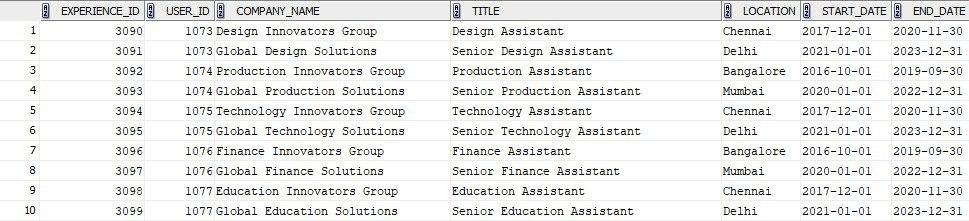 EXPERIENCE_ID USER_ID COMPANY_NAME TITLE LOCATION START_DATE END_DATE
1 3090 1073 Design Innovators Group Design Assistant Chennai 2017-12-01 2020-11-30
2 3091 1073 Global Design Solutions Senior Design Assistant Delhi 2021-01-01 2023-12-31
3 3092 1074 Production Innovators Group Production Assistant Bangalore 2016-10-01 2019-09-30
4 3093 1074 Global Production Solutions Senior Production Assistant Mumbai 2020-01-01 2022-12-31
5 3094 1075 Technology Innovators Group Technology Assistant Chennai 2017-12-01 2020-11-30
6 3095 1075 Global Technology Solutions Senior Technology Assistant Delhi 2021-01-01 2023-12-31
7 3096 1076 Finance Innovators Group Finance Assistant Bangalore 2016-10-01 2019-09-30
8 3097 1076 Global Finance Solutions Senior Finance Assistant Mumbai 2020-01-01 2022-12-31
9 3098 1077 Education Innovators Group Education Assistant Chennai 2017-12-01 2020-11-30
10 3099 1077 Global Education Solutions Senior Education Assistant Delhi 2021-01-01 2023-12-31